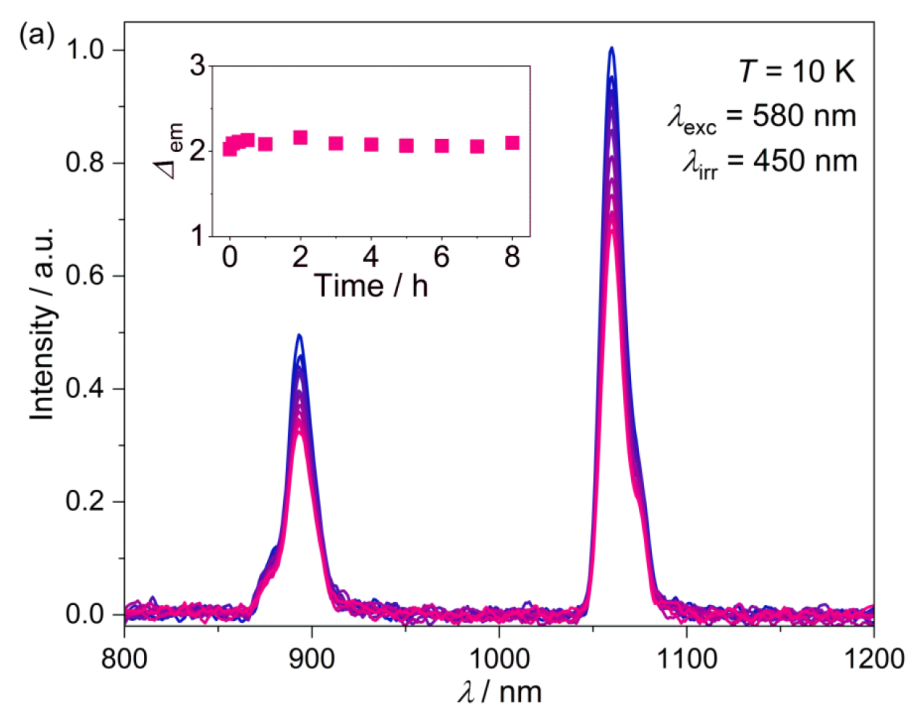 (a)
T = 10 K
λexc = 580 nm
λirr = 450 nm
Δem
3
2
1
0 2 4 6 8
Time / h
Intensity / a.u.
1.0
0.8
0.6
0.4
0.2
0.0
800 900 1000 1100 1200
λ / nm